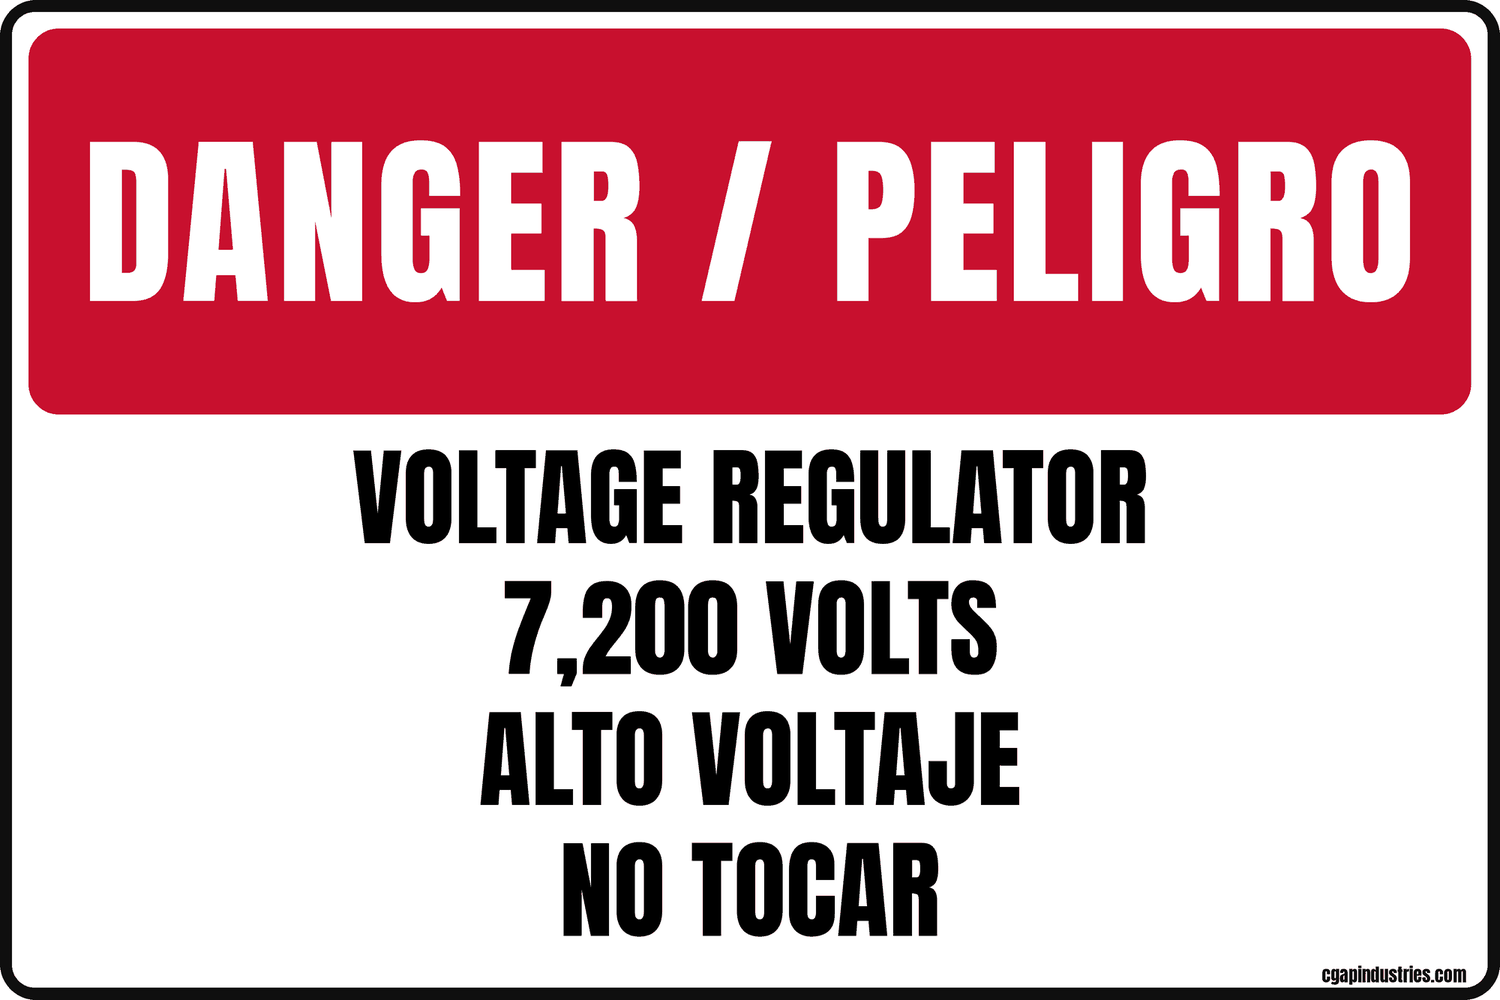 DANGER / PELIGRO
VOLTAGE REGULATOR
7,200 VOLTS
ALTO VOLTAJE
NO TOCAR
cgapindustries.com